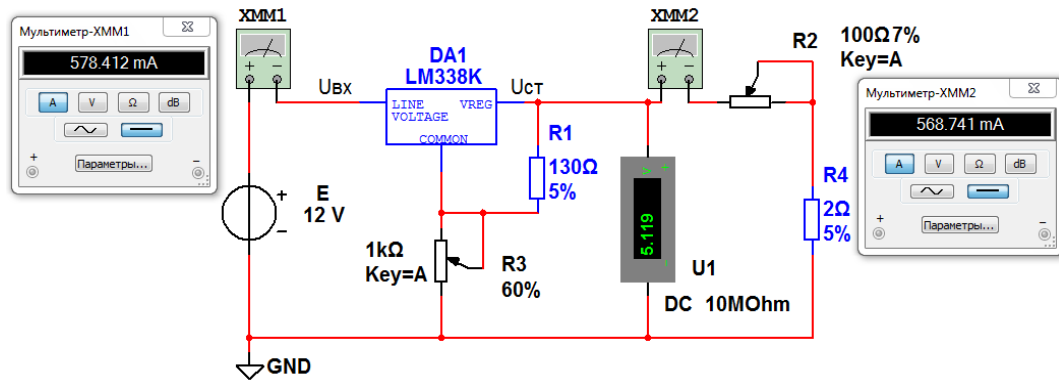 Мультиметр-XMM1
578.412 mA
A V Ω dB
+
Параметры...
−
XMM1
+ −
Uвх
DA1
LM338K
LINE VREG
VOLTAGE
COMMON
Uст
XMM2
+ −
R2
100Ω 7%
Key=A
R1
130Ω
5%
E
12 V
+
−
1kΩ
Key=A
R3
60%
V
+
5.119
−
U1
DC 10MOhm
R4
2Ω
5%
GND
Мультиметр-XMM2
568.741 mA
A V Ω dB
+
Параметры...
−